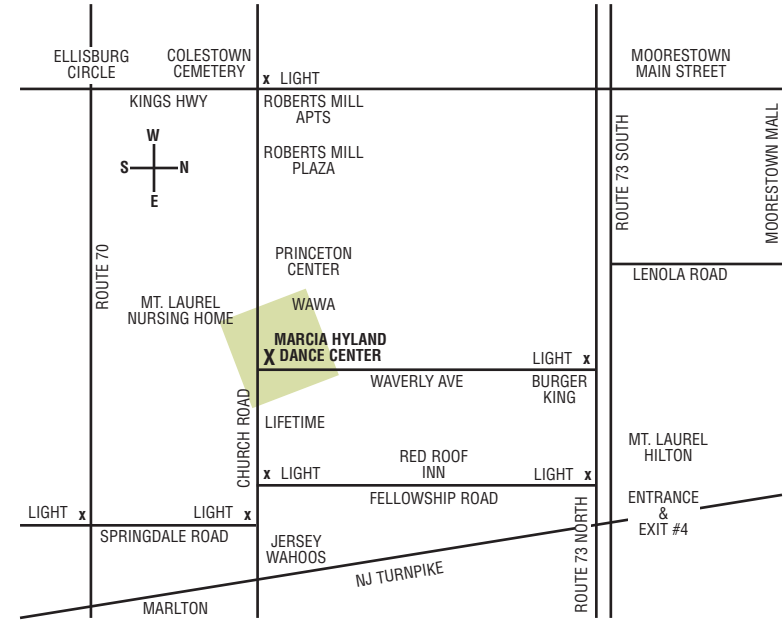 ELLISBURG
CIRCLE
COLESTOWN
CEMETERY
x LIGHT
MOORESTOWN
MAIN STREET
KINGS HWY
ROBERTS MILL
APTS
ROBERTS MILL
PLAZA
W
S
N
E
ROUTE 73 SOUTH
MOORESTOWN MALL
ROUTE 70
PRINCETON
CENTER
LENOLA ROAD
MT. LAUREL
NURSING HOME
WAWA
MARCIA HYLAND
X DANCE CENTER
LIGHT x
WAVERLY AVE
BURGER
KING
CHURCH ROAD
LIFETIME
MT. LAUREL
HILTON
RED ROOF
INN
x LIGHT
LIGHT x
FELLOWSHIP ROAD
ENTRANCE
&
EXIT #4
LIGHT x
LIGHT x
SPRINGDALE ROAD
JERSEY
WAHOOS
NJ TURNPIKE
ROUTE 73 NORTH
MARLTON